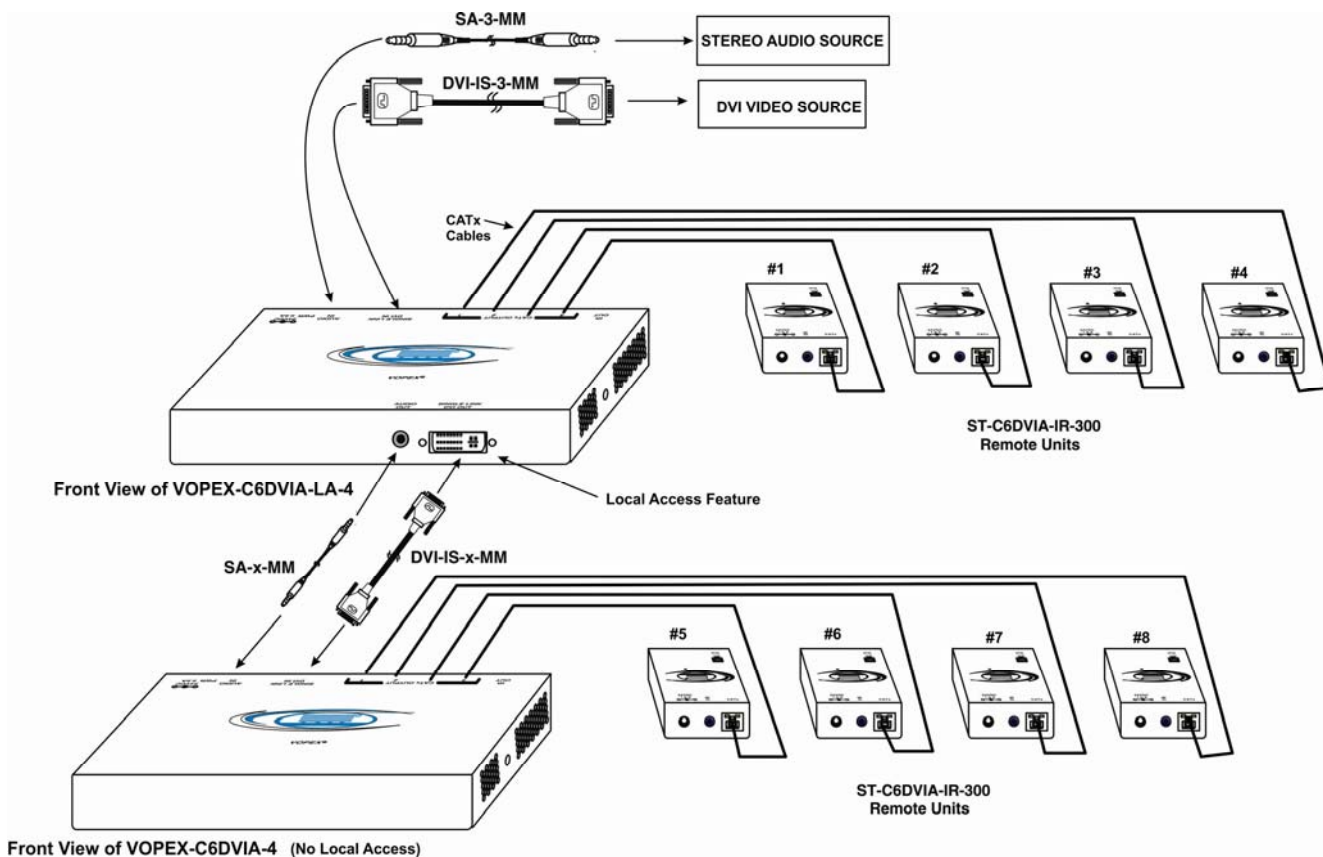 SA-3-MM
STEREO AUDIO SOURCE
DVI-IS-3-MM
DVI VIDEO SOURCE
CATx
Cables
#1
#2
#3
#4
VOPEX®
ST-C6DVIA-IR-300
Remote Units
Front View of VOPEX-C6DVIA-LA-4
Local Access Feature
SA-x-MM
DVI-IS-x-MM
#5
#6
#7
#8
VOPEX®
ST-C6DVIA-IR-300
Remote Units
Front View of VOPEX-C6DVIA-4 (No Local Access)